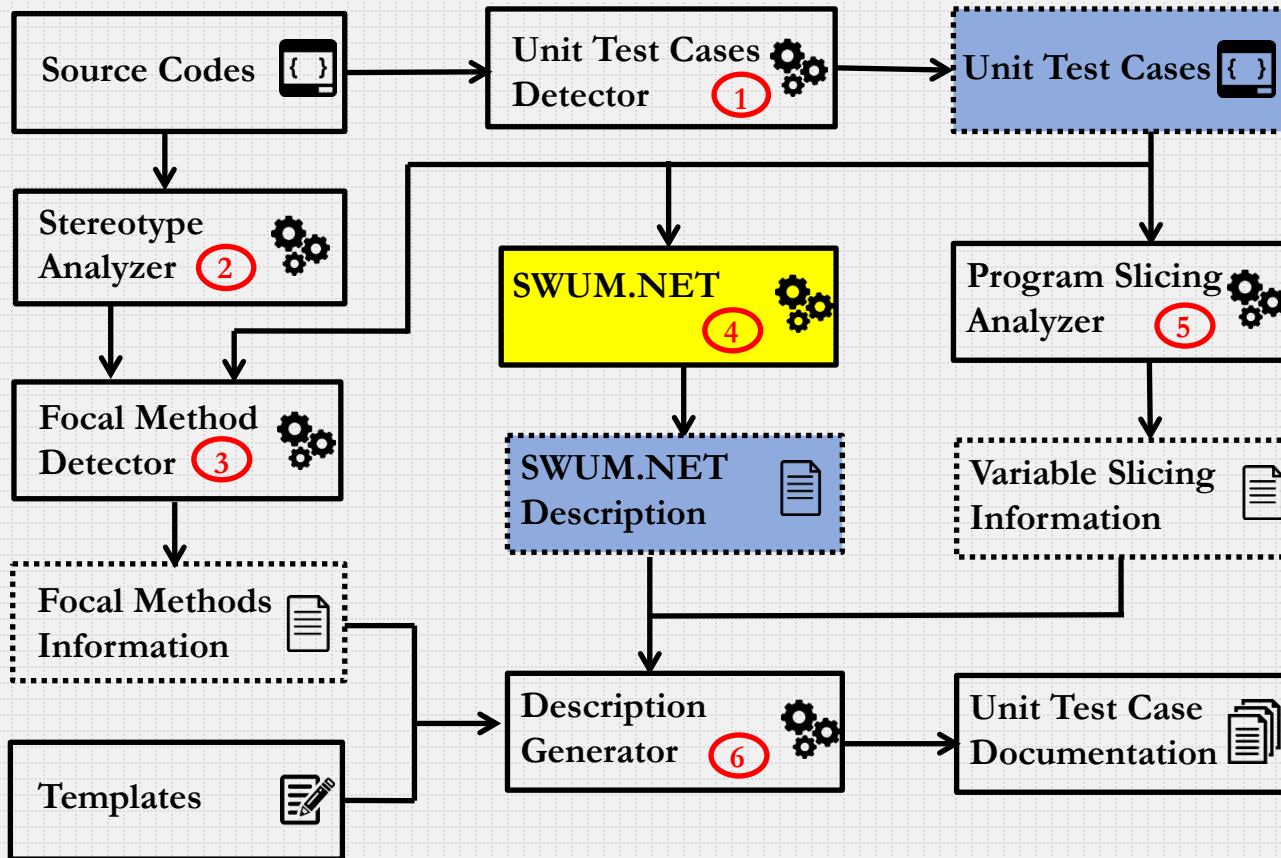 Source Codes
{ }
Unit Test Cases
Detector
1
Unit Test Cases
{ }
Stereotype
Analyzer
2
SWUM.NET
4
Program Slicing
Analyzer
5
Focal Method
Detector
3
SWUM.NET
Description
Variable Slicing
Information
Focal Methods
Information
Description
Generator
6
Unit Test Case
Documentation
Templates